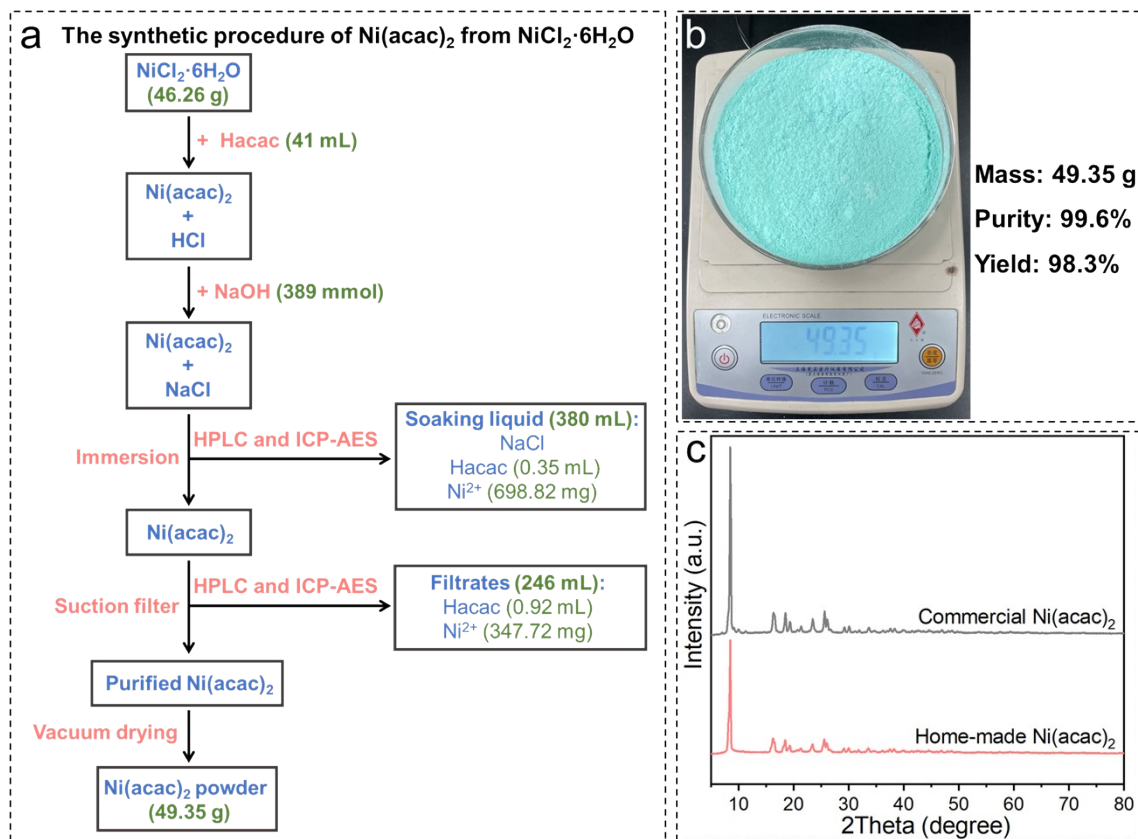 a
The synthetic procedure of Ni(acac)₂ from NiCl₂·6H₂O
NiCl₂·6H₂O
(46.26 g)
+ Hacac (41 mL)
Ni(acac)₂
+
HCl
+ NaOH (389 mmol)
Ni(acac)₂
+
NaCl
Immersion
HPLC and ICP-AES
Soaking liquid (380 mL):
NaCl
Hacac (0.35 mL)
Ni²⁺ (698.82 mg)
Ni(acac)₂
Suction filter
HPLC and ICP-AES
Filtrates (246 mL):
Hacac (0.92 mL)
Ni²⁺ (347.72 mg)
Purified Ni(acac)₂
Vacuum drying
Ni(acac)₂ powder
(49.35 g)
b
ELECTRONIC SCALE
49.35
Mass: 49.35 g
Purity: 99.6%
Yield: 98.3%
c
Intensity (a.u.)
Commercial Ni(acac)₂
Home-made Ni(acac)₂
10 20 30 40 50 60 70 80
2Theta (degree)